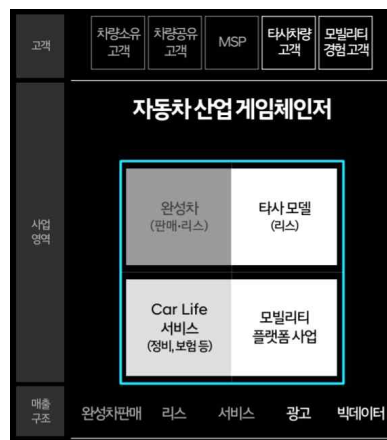 고객
차량소유
고객
차량공유
고객
MSP
타사차량
고객
모빌리티
경험 고객
자동차 산업 게임체인저
사업
영역
완성차
(판매·리스)
타사 모델
(리스)
Car Life
서비스
(정비, 보험 등)
모빌리티
플랫폼 사업
매출
구조
완성차판매 리스 서비스 광고 빅데이터